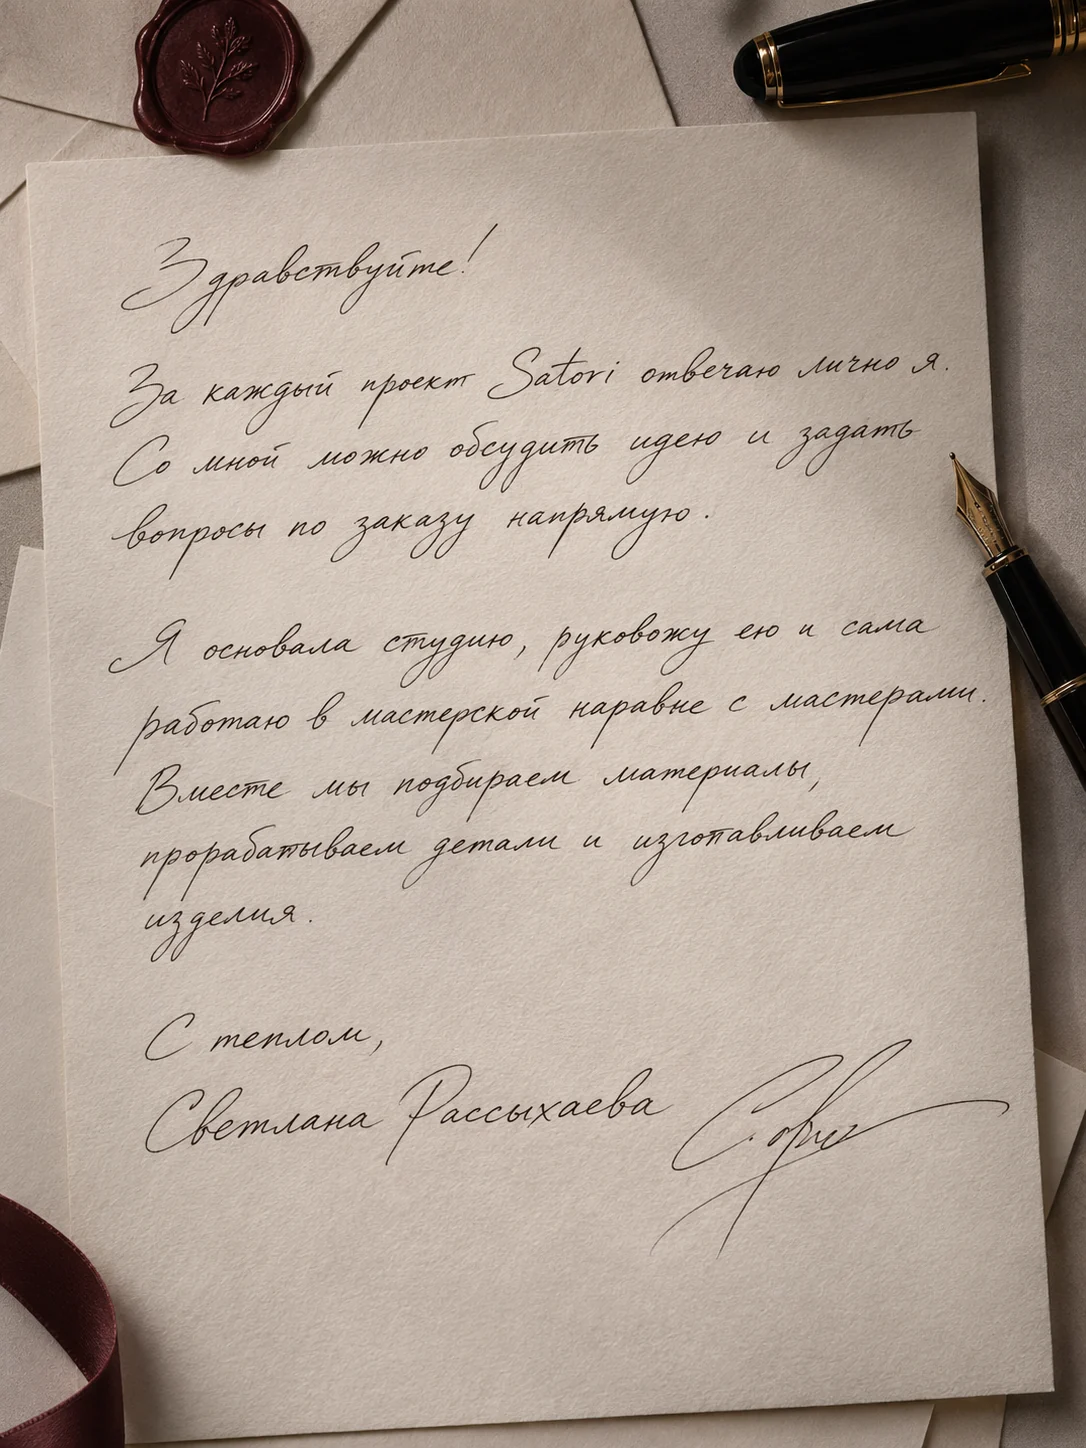 Здравствуйте!
За каждый проект Satori отвечаю лично я.
Со мной можно обсудить идею и задать
вопросы по заказу напрямую.
Я основала студию, руковожу ею и сама
работаю в мастерской наравне с мастерами.
Вместе мы подбираем материалы,
прорабатываем детали и изготавливаем
изделия.
С теплом,
Светлана Рассыхаева